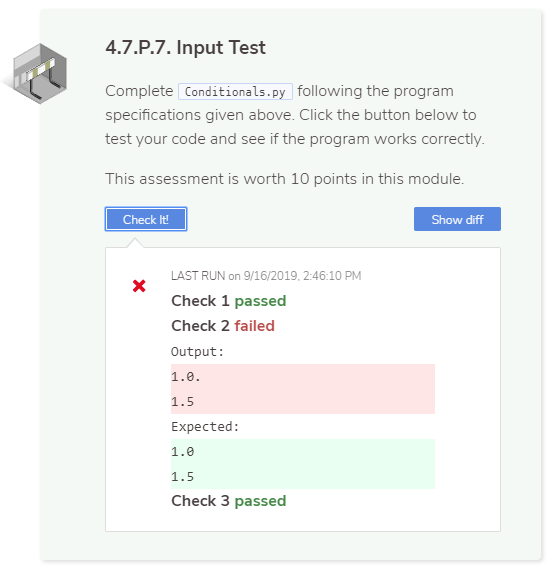 4.7.P.7. Input Test
Complete Conditionals.py following the program
specifications given above. Click the button below to
test your code and see if the program works correctly.
This assessment is worth 10 points in this module.
Check It!
Show diff
LAST RUN on 9/16/2019, 2:46:10 PM
Check 1 passed
Check 2 failed
Output:
1.0.
1.5
Expected:
1.0
1.5
Check 3 passed